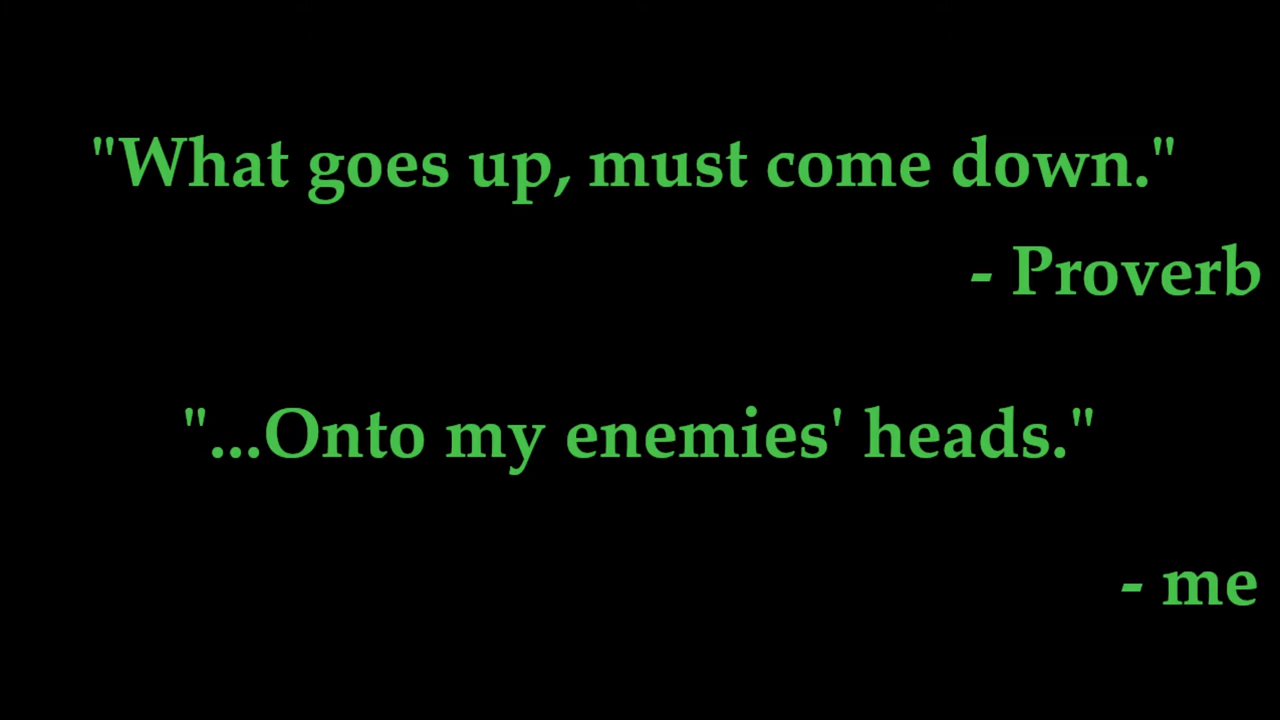 "What goes up, must come down."
- Proverb
"...Onto my enemies' heads."
- me